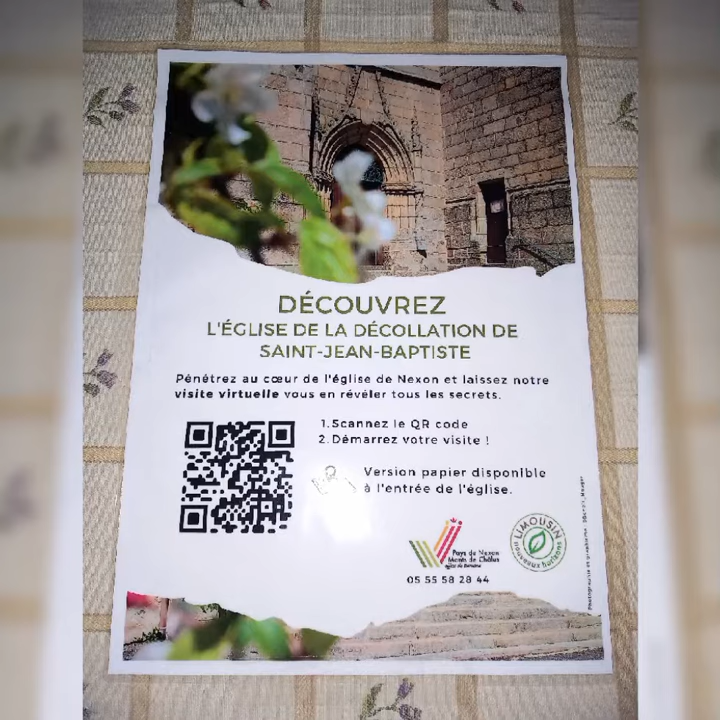 DÉCOUVREZ
L'ÉGLISE DE LA DÉCOLLATION DE
SAINT-JEAN-BAPTISTE
Pénétrez au cœur de l'église de Nexon et laissez notre
visite virtuelle vous en révéler tous les secrets.
1.Scannez le QR code
2.Démarrez votre visite !
Version papier disponible
à l'entrée de l'église.
Pays de Nexon
Monts de Châlus
05 55 58 28 44
LIMOUSIN
nouveaux horizons